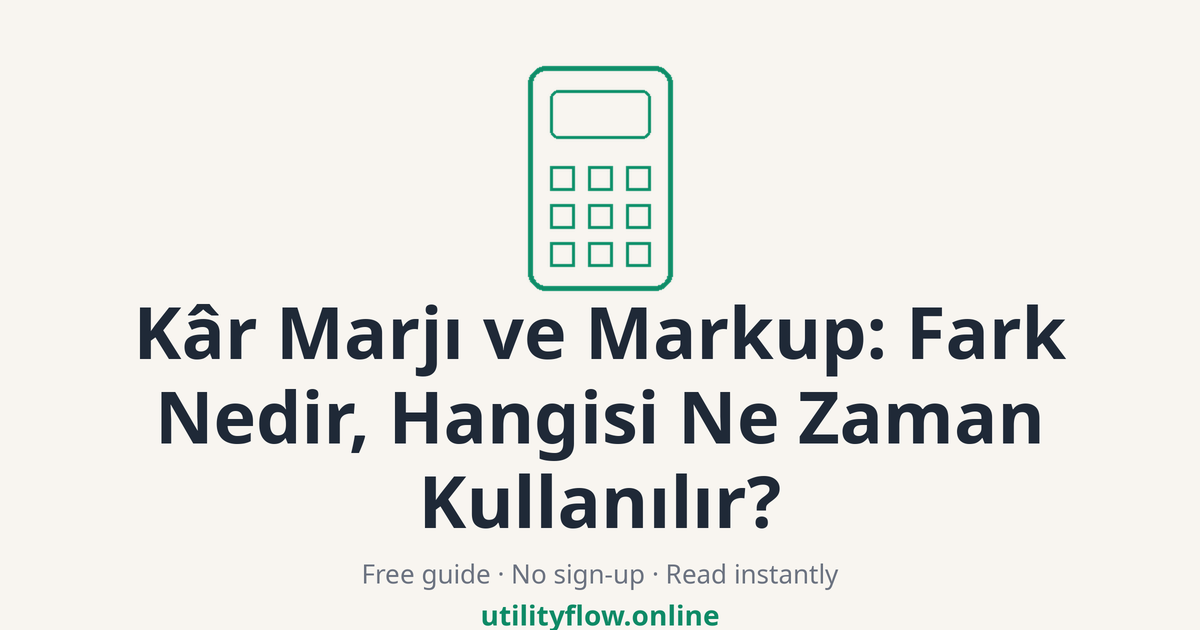 Kâr Marjı ve Markup: Fark
Nedir, Hangisi Ne Zaman
Kullanılır?
Free guide · No sign-up · Read instantly
utilityflow.online